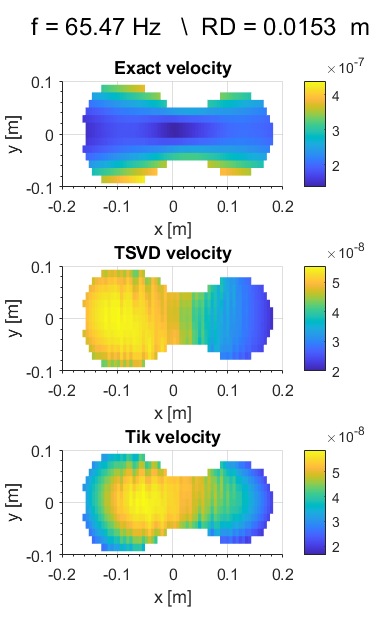 f = 65.47 Hz \ RD = 0.0153 m
Exact velocity
×10-7
0.1
0
-0.1
y [m]
4
3
2
-0.2 -0.1 0 0.1 0.2
x [m]
TSVD velocity
×10-8
0.1
0
-0.1
y [m]
5
4
3
2
-0.2 -0.1 0 0.1 0.2
x [m]
Tik velocity
×10-8
0.1
0
-0.1
y [m]
5
4
3
2
-0.2 -0.1 0 0.1 0.2
x [m]